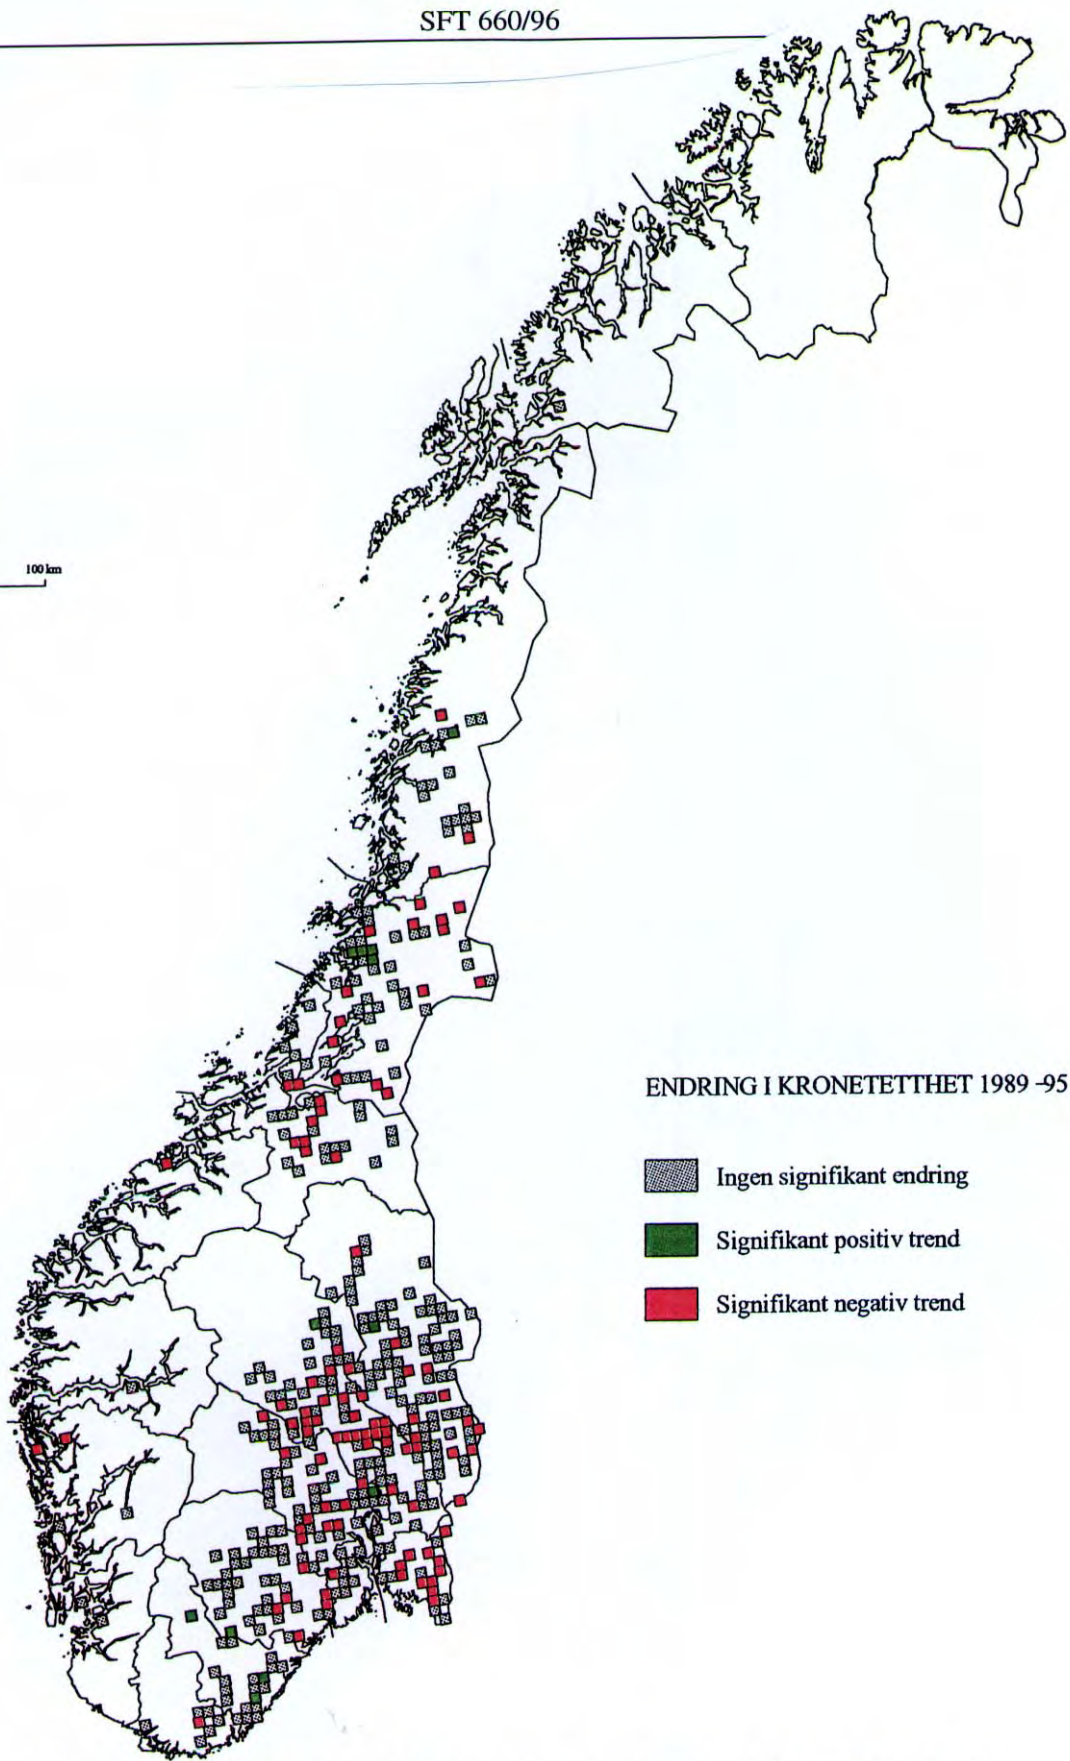 SFT 660/96
100 km
ENDRING I KRONETETTHET 1989 -95
Ingen signifikant endring
Signifikant positiv trend
Signifikant negativ trend